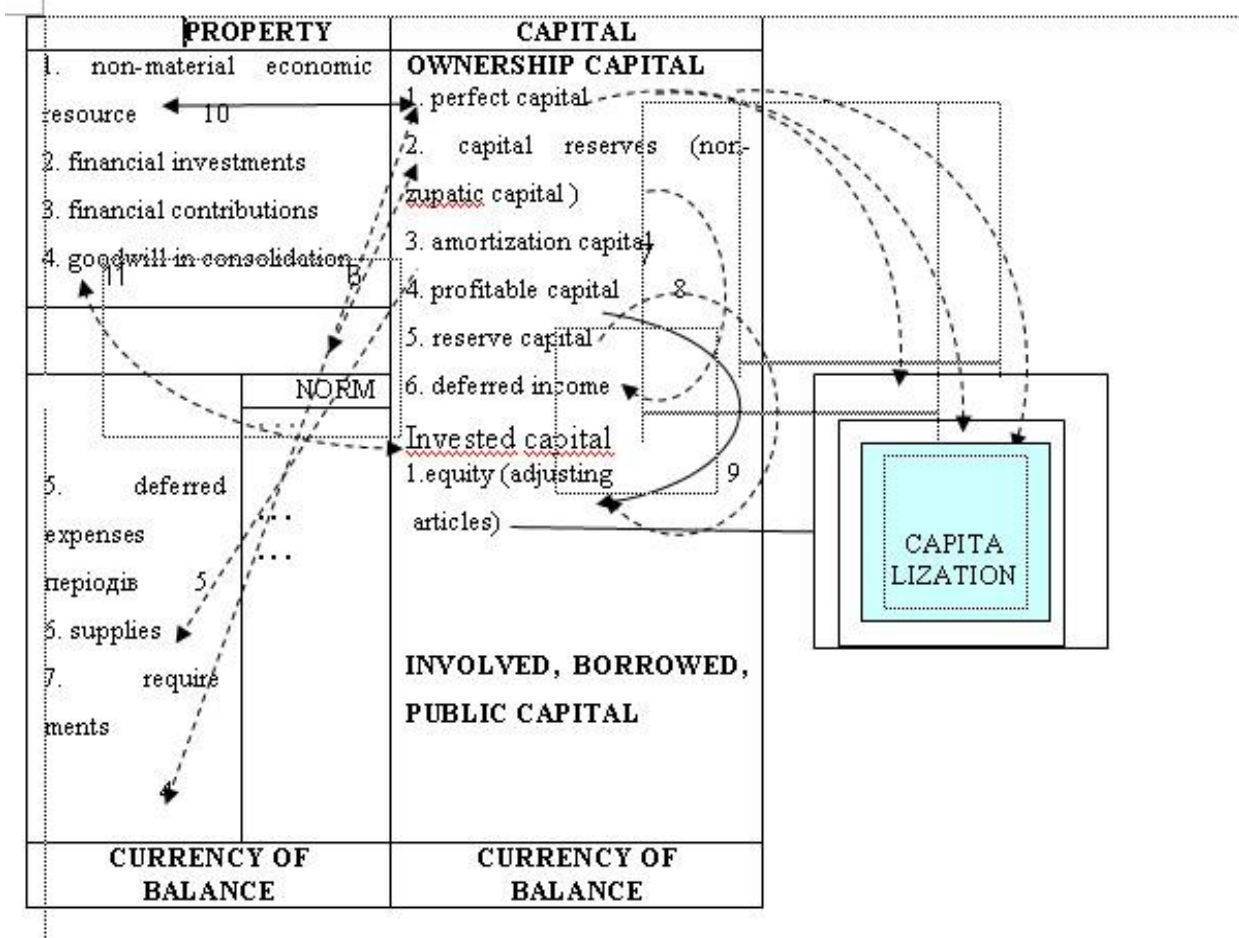 PROPERTY
1. non-material economic
resource 10
2. financial investments
3. financial contributions
4. goodwill in consolidation
11 3
NORM
...
5. deferred
expenses
...
...
періодів 5
6. supplies
7. require
ments
4
CURRENCY OF
BALANCE
CAPITAL
OWNERSHIP CAPITAL
1. perfect capital
2. capital reserves (non-
zupatic capital )
3. amortization capital
7
4. profitable capital 8
5. reserve capital
6. deferred income
Invested capital
1.equity (adjusting 9
articles)
INVOLVED, BORROWED,
PUBLIC CAPITAL
CURRENCY OF
BALANCE
CAPITA
LIZATION